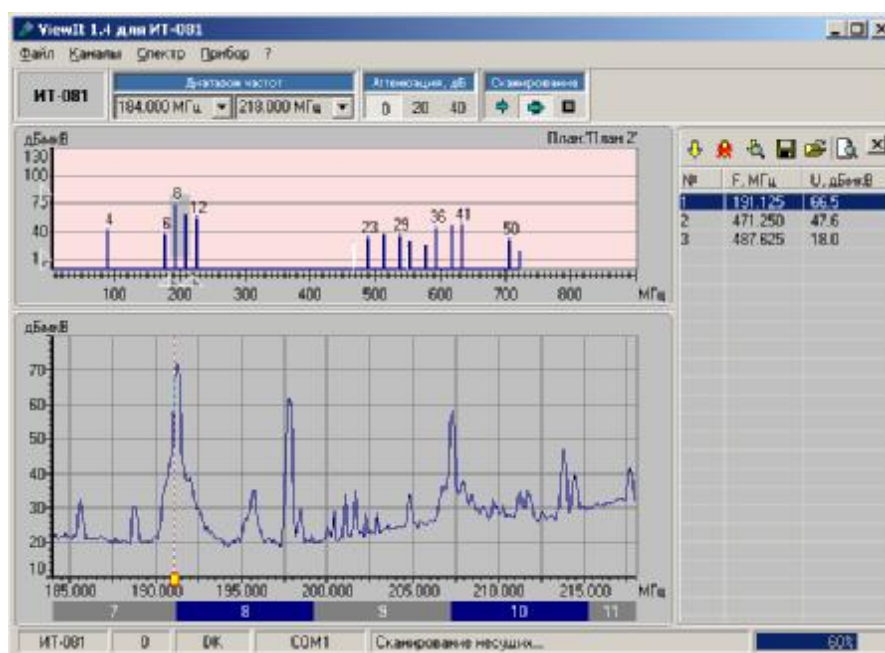 ViewIt 1.4 для ИТ-081
Файл Каналы Спектр Прибор ?
ИТ-081
Диапазон частот
184.000 МГц 218.000 МГц
Аттенюация, дБ
0 20 40
Сканирование
дБмкВ План:'План 2'
130
100
75
40
1
4 6 8 12 23 29 36 41 50
100 200 300 400 500 600 700 800 МГц
№ F, МГц U, дБмкВ
1 191.125 66.5
2 471.250 47.6
3 487.625 18.0
дБмкВ
70
60
50
40
30
20
10
185.000 190.000 195.000 200.000 205.000 210.000 215.000 МГц
7 8 9 10 11
ИТ-081 0 OK COM1 Сканирование несущих... 60%